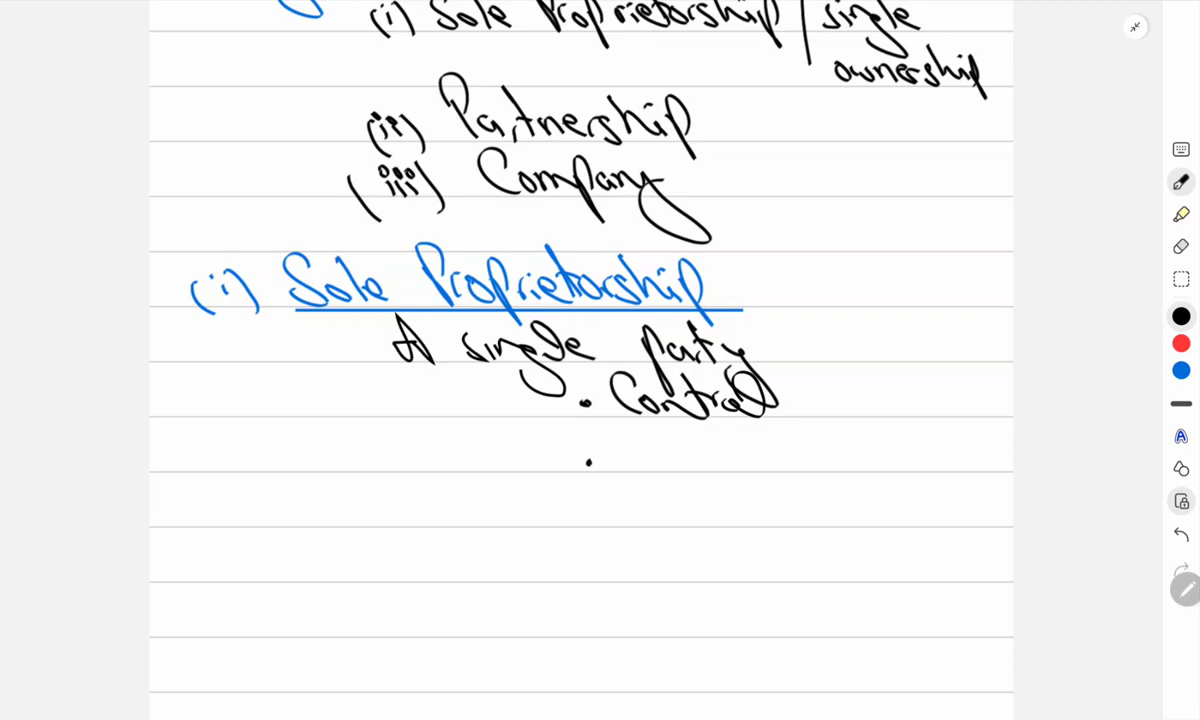 (i) Sole Proprietorship / single
ownership
(ii) Partnership
(iii) Company
(i) Sole Proprietorship
A single party
. Control
.